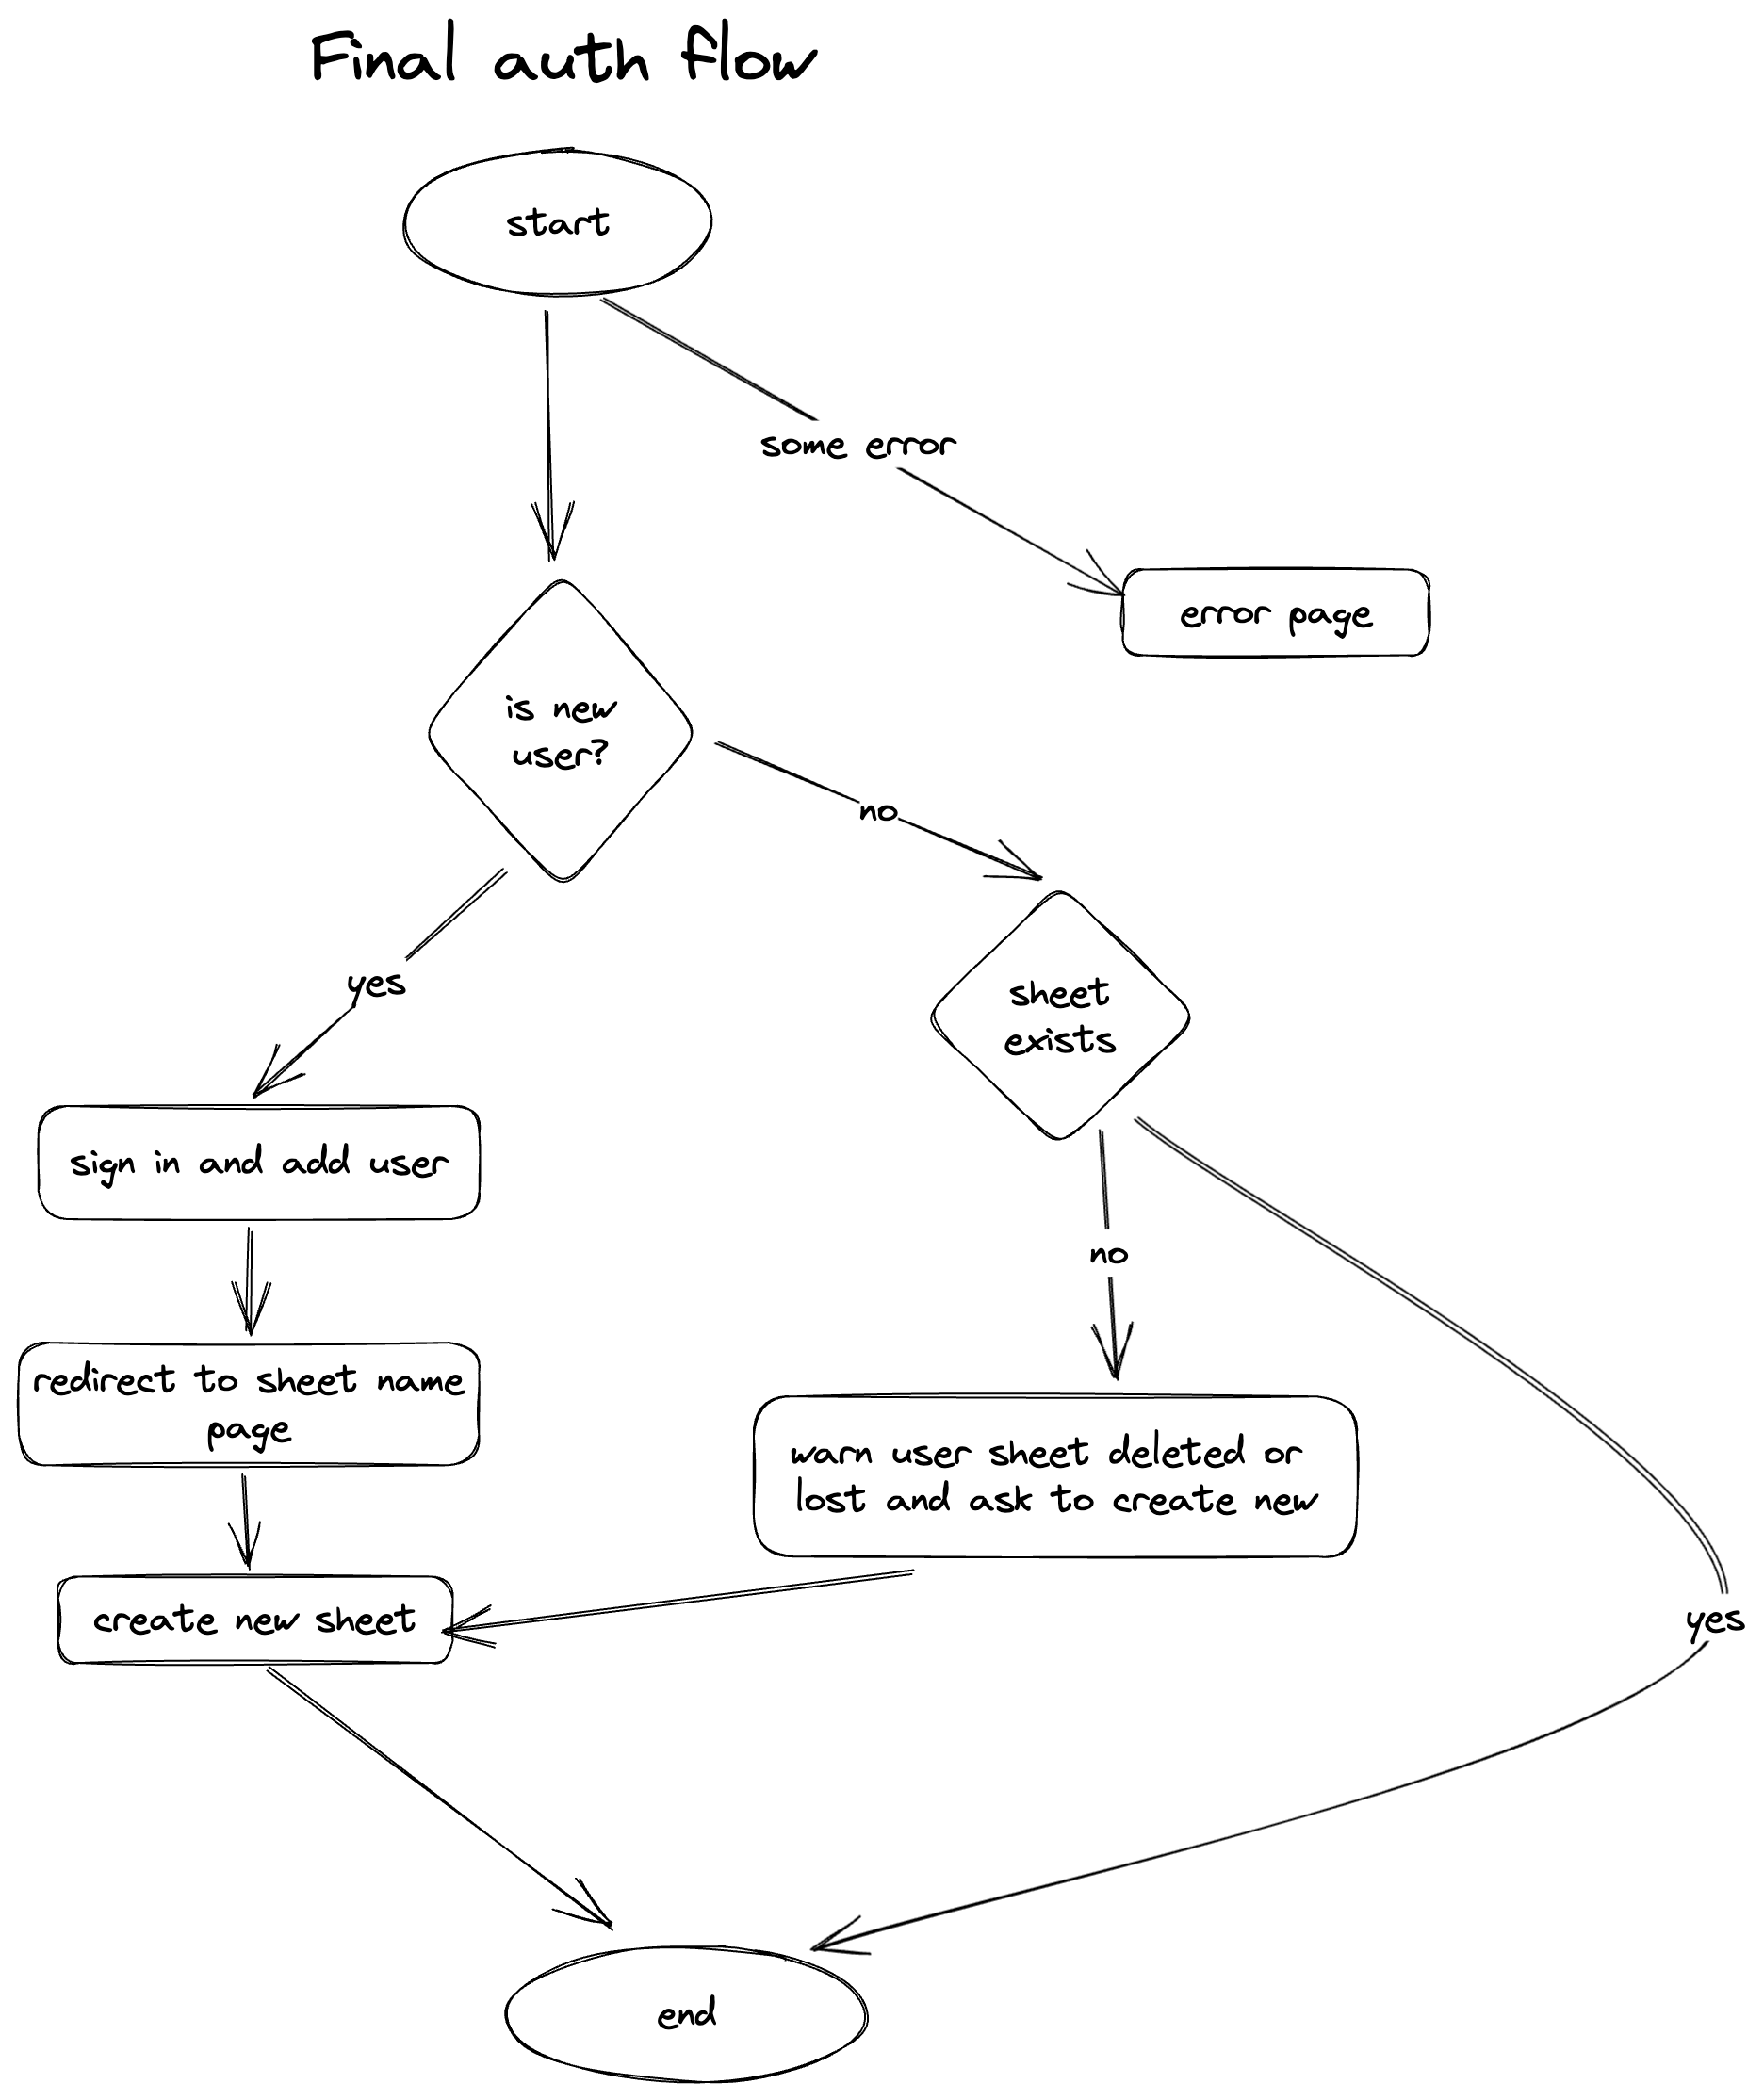 Final auth flow
start
some error
error page
is new
user?
no
yes
sheet
exists
sign in and add user
no
redirect to sheet name
page
warn user sheet deleted or
lost and ask to create new
create new sheet
yes
end